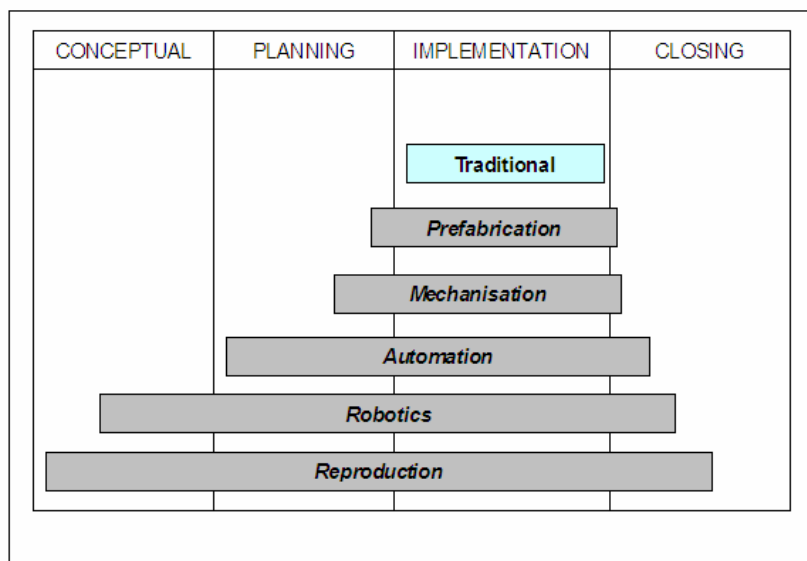 CONCEPTUAL PLANNING IMPLEMENTATION CLOSING
Traditional
Prefabrication
Mechanisation
Automation
Robotics
Reproduction